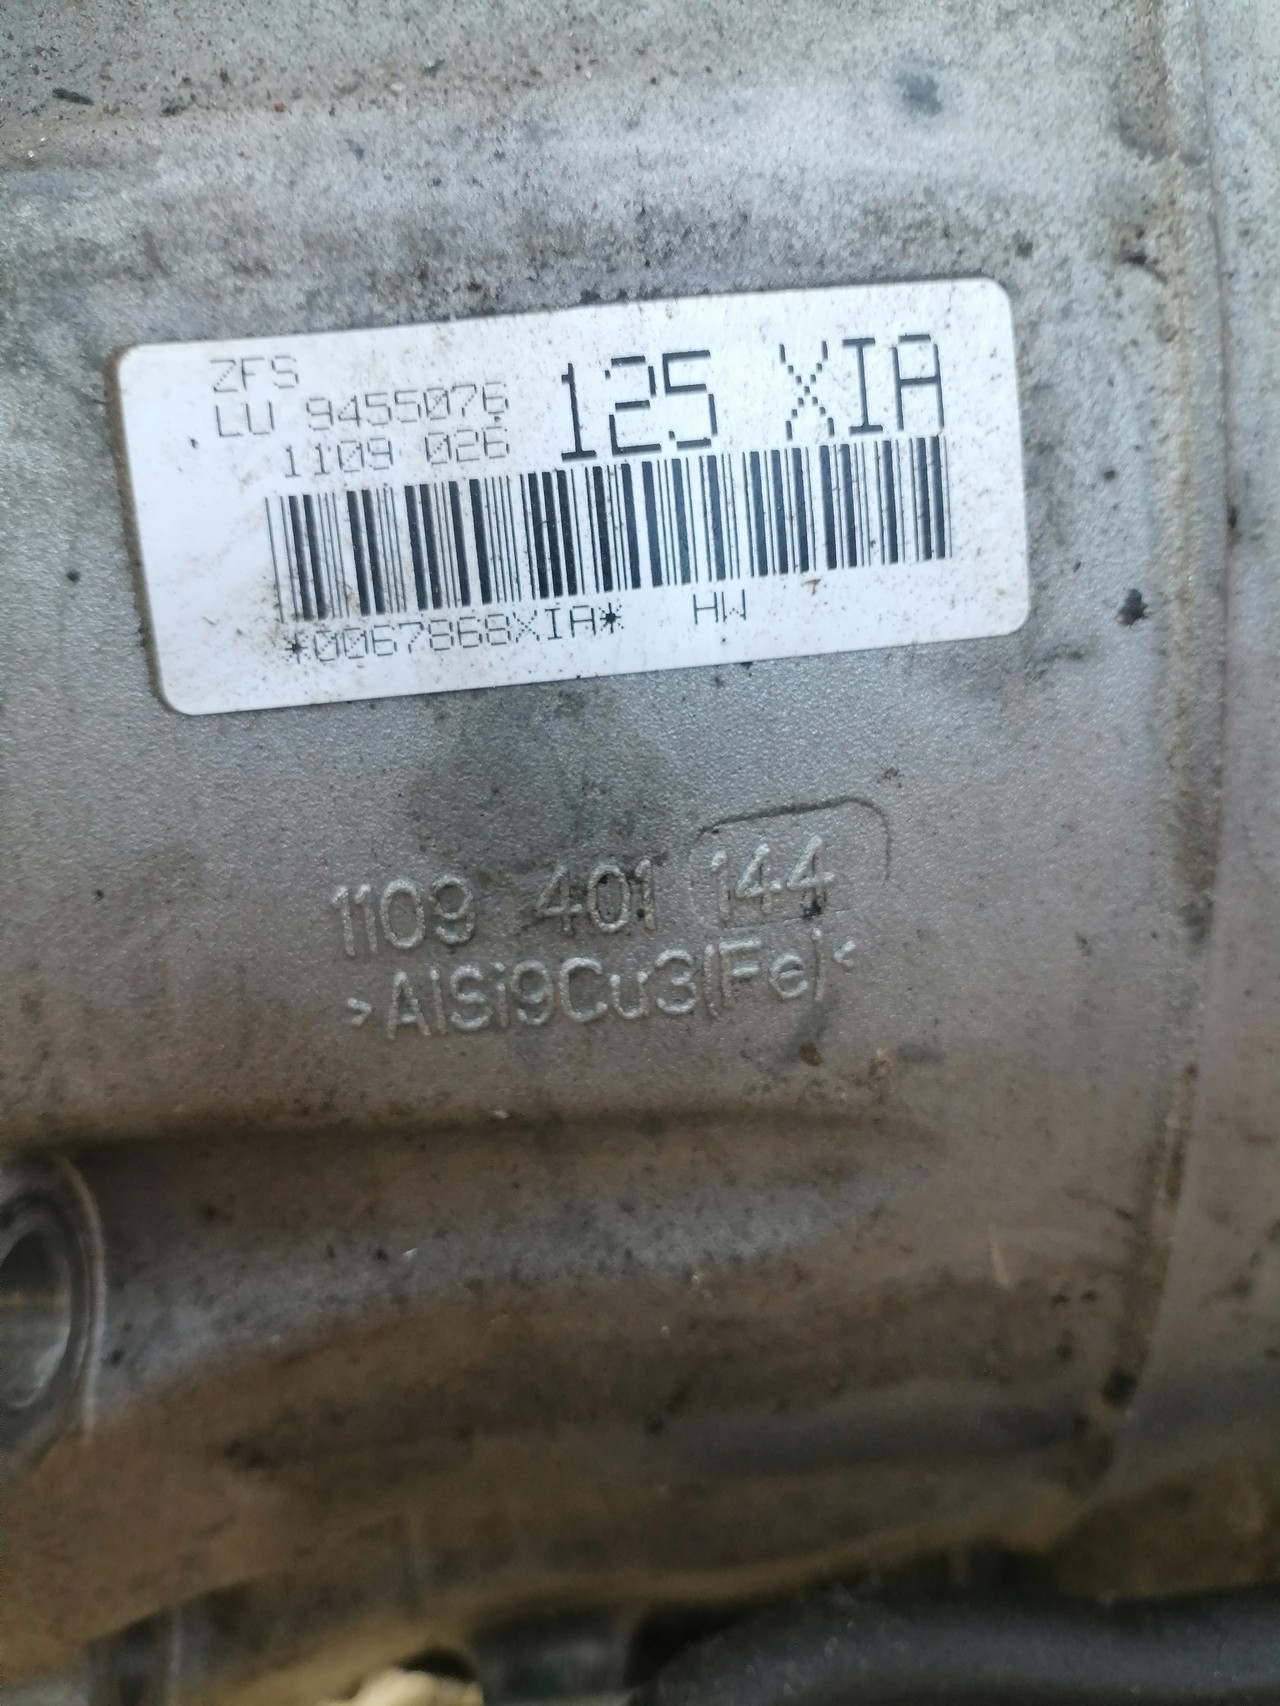 ZFS
LU 9455076 125 XIA
1109 026
*0067868XIA* HW
1109 401 144
>AlSi9Cu3(Fe)<